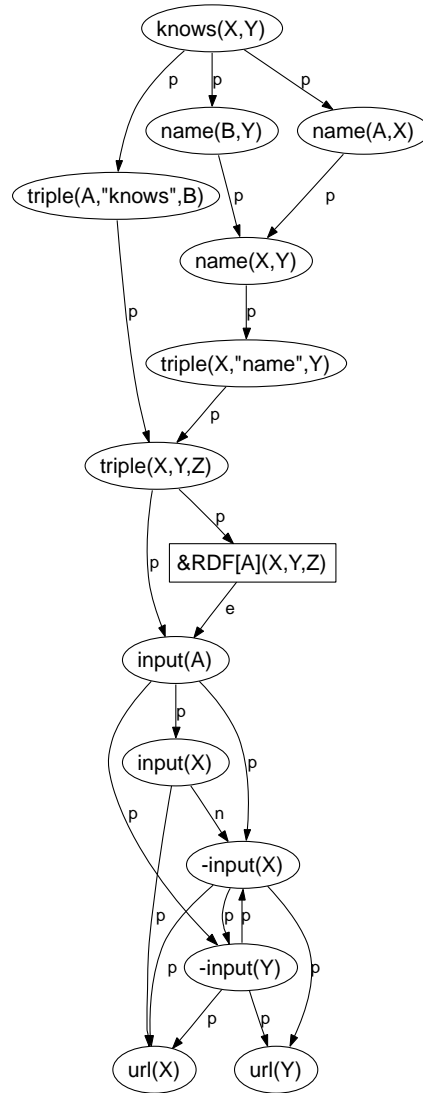 knows(X,Y)
p
p
p
name(B,Y)
name(A,X)
triple(A,"knows",B)
p
p
name(X,Y)
p
p
triple(X,"name",Y)
p
triple(X,Y,Z)
p
p
&RDF[A](X,Y,Z)
e
input(A)
p
input(X)
p
p
n
-input(X)
p
p
p
p
p
-input(Y)
p
p
url(X)
url(Y)